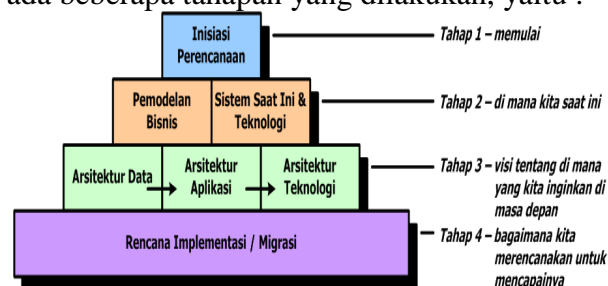 ada beberapa tahapan yang dilakukan, yaitu :
Inisiasi
Perencanaan
Tahap 1 – memulai
Pemodelan
Bisnis
Sistem Saat Ini &
Teknologi
Tahap 2 – di mana kita saat ini
Arsitektur Data
Arsitektur
Aplikasi
Arsitektur
Teknologi
Tahap 3 – visi tentang di mana
yang kita inginkan di
masa depan
Rencana Implementasi / Migrasi
Tahap 4 – bagaimana kita
merencanakan untuk
mencapainya